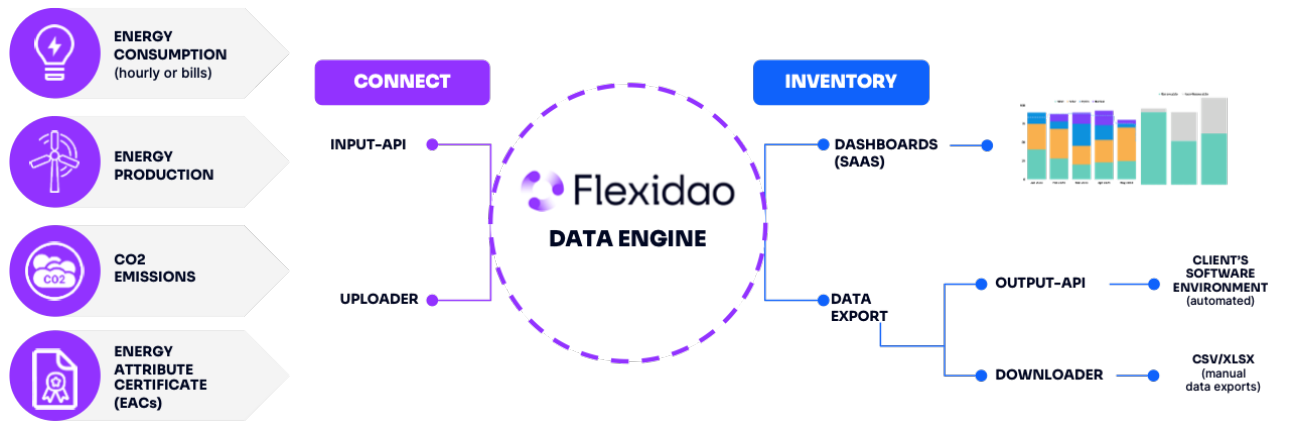 ENERGY
CONSUMPTION
(hourly or bills)
ENERGY
PRODUCTION
CO2
CO2
EMISSIONS
ENERGY
ATTRIBUTE
CERTIFICATE
(EACs)
CONNECT
INPUT-API
UPLOADER
Flexidao
DATA ENGINE
INVENTORY
DASHBOARDS
(SAAS)
DATA
EXPORT
OUTPUT-API
CLIENT'S
SOFTWARE
ENVIRONMENT
(automated)
DOWNLOADER
CSV/XLSX
(manual
data exports)